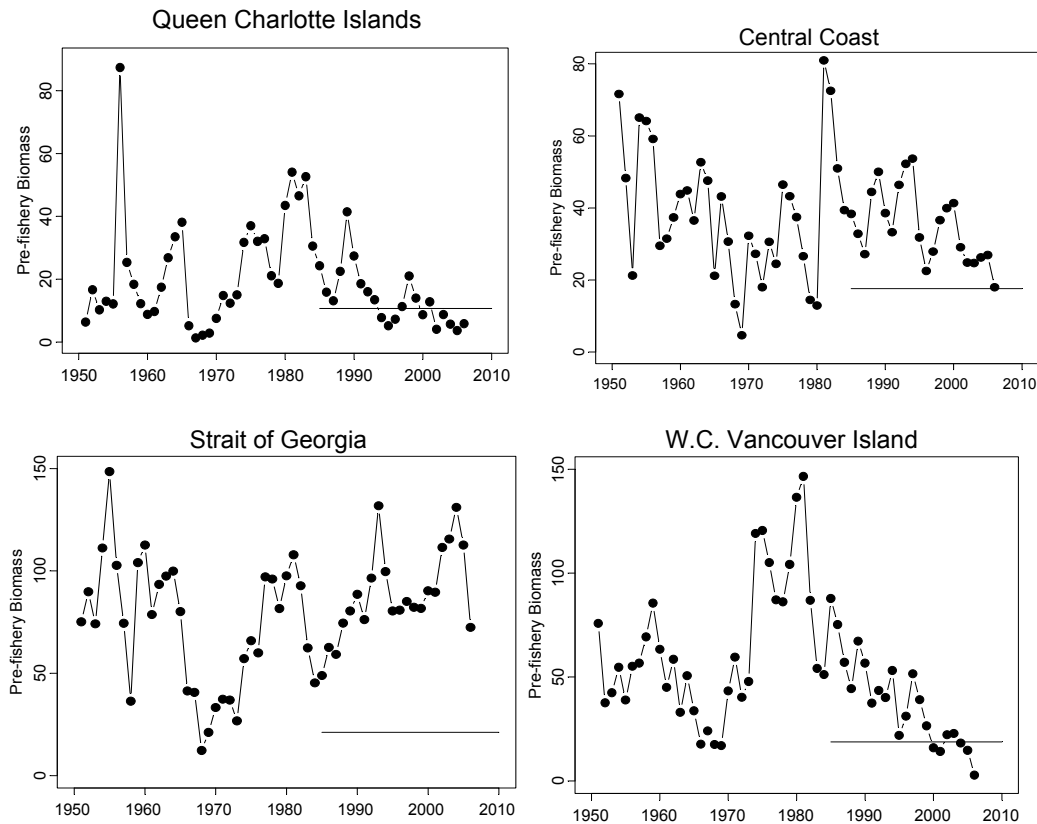 Queen Charlotte Islands
Pre-fishery Biomass
80
60
40
20
0
1950 1960 1970 1980 1990 2000 2010
Central Coast
Pre-fishery Biomass
80
60
40
20
0
1950 1960 1970 1980 1990 2000 2010
Strait of Georgia
Pre-fishery Biomass
150
100
50
0
1950 1960 1970 1980 1990 2000 2010
W.C. Vancouver Island
Pre-fishery Biomass
150
100
50
0
1950 1960 1970 1980 1990 2000 2010